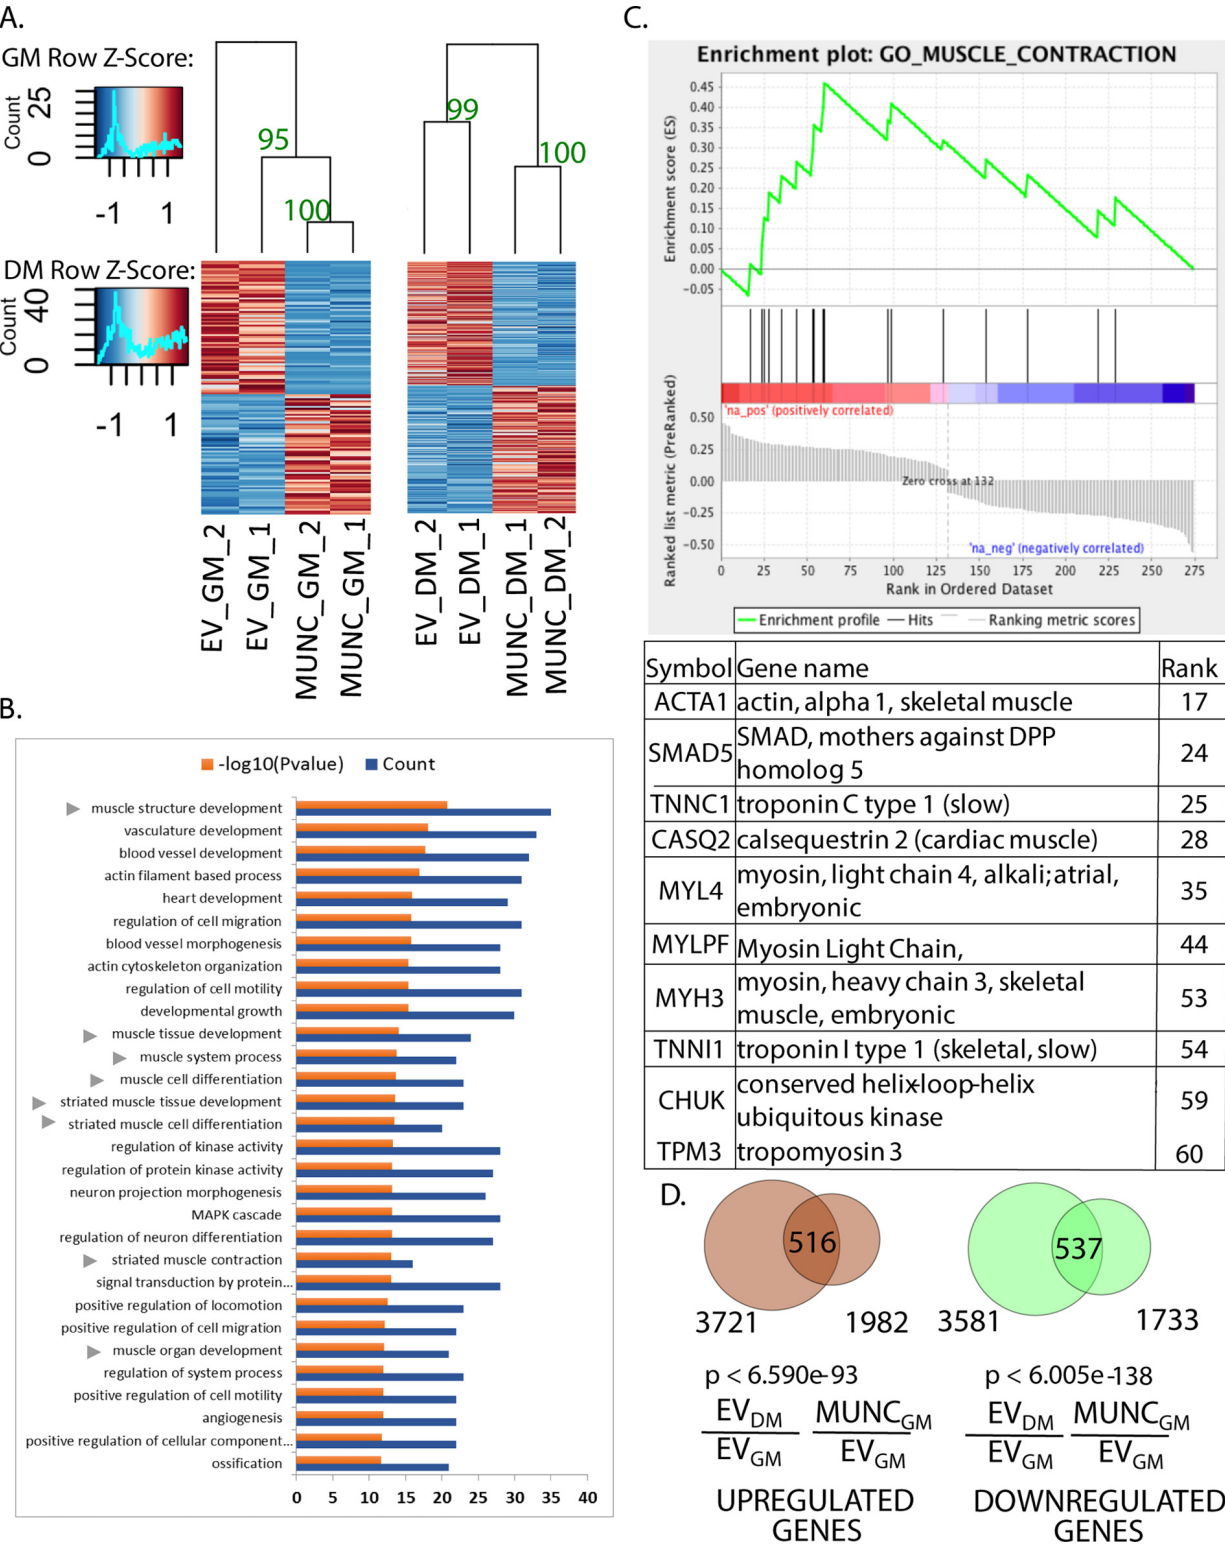 A.
GM Row Z-Score:
Count
0 25
-1 1
DM Row Z-Score:
Count
0 40
-1 1
95
100
99
100
EV_GM_2
EV_GM_1
MUNC_GM_2
MUNC_GM_1
EV_DM_2
EV_DM_1
MUNC_DM_1
MUNC_DM_2
B.
-log10(Pvalue) Count
muscle structure development
vasculature development
blood vessel development
actin filament based process
heart development
regulation of cell migration
blood vessel morphogenesis
actin cytoskeleton organization
regulation of cell motility
developmental growth
muscle tissue development
muscle system process
muscle cell differentiation
striated muscle tissue development
striated muscle cell differentiation
regulation of kinase activity
regulation of protein kinase activity
neuron projection morphogenesis
MAPK cascade
regulation of neuron differentiation
striated muscle contraction
signal transduction by protein...
positive regulation of locomotion
positive regulation of cell migration
muscle organ development
regulation of system process
positive regulation of cell motility
angiogenesis
positive regulation of cellular component...
ossification
0 5 10 15 20 25 30 35 40
C.
Enrichment plot: GO_MUSCLE_CONTRACTION
Enrichment score (ES)
0.45
0.40
0.35
0.30
0.25
0.20
0.15
0.10
0.05
0.00
-0.05
'na_pos' (positively correlated)
Ranked list metric (PreRanked)
0.50
0.25
0.00
-0.25
-0.50
Zero cross at 132
'na_neg' (negatively correlated)
0 25 50 75 100 125 150 175 200 225 250 275
Rank in Ordered Dataset
Enrichment profile Hits Ranking metric scores
Symbol Gene name Rank
ACTA1 actin, alpha 1, skeletal muscle 17
SMAD5 SMAD, mothers against DPP homolog 5 24
TNNC1 troponin C type 1 (slow) 25
CASQ2 calsequestrin 2 (cardiac muscle) 28
MYL4 myosin, light chain 4, alkali; atrial, embryonic 35
MYLPF Myosin Light Chain, 44
MYH3 myosin, heavy chain 3, skeletal muscle, embryonic 53
TNNI1 troponin I type 1 (skeletal, slow) 54
CHUK conserved helix-loop-helix ubiquitous kinase 59
TPM3 tropomyosin 3 60
D.
516
537
3721 1982 3581 1733
p < 6.590e-93 p < 6.005e-138
EVDM MUNCGM EVDM MUNCGM
EVGM EVGM EVGM EVGM
UPREGULATED GENES
DOWNREGULATED GENES